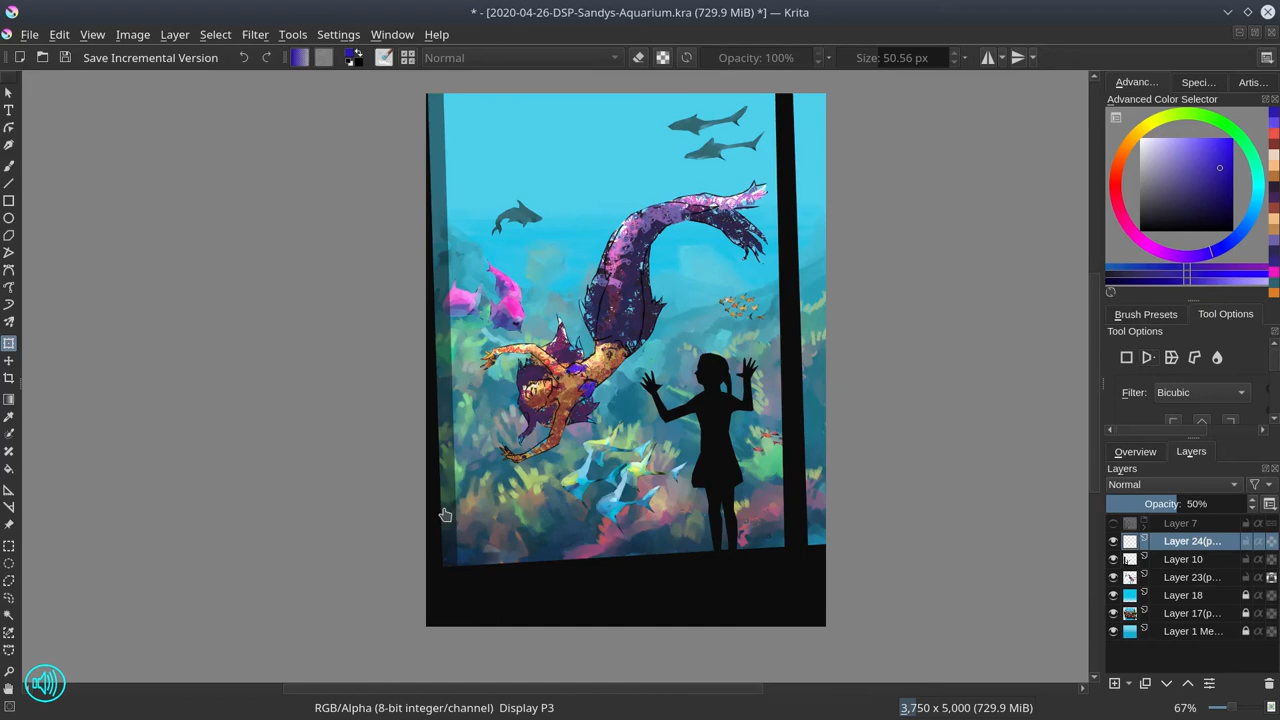 * - [2020-04-26-DSP-Sandys-Aquarium.kra (729.9 MiB) *] — Krita
File Edit View Image Layer Select Filter Tools Settings Window Help
Save Incremental Version Normal Opacity: 100% Size: 50.56 px
Advanc... Speci... Artis...
Advanced Color Selector
Brush Presets Tool Options
Tool Options
Filter: Bicubic
Overview Layers
Layers
Normal
Opacity: 50%
Layer 7
Layer 24(p...
Layer 10
Layer 23(p...
Layer 18
Layer 17(p...
Layer 1 Me...
RGB/Alpha (8-bit integer/channel) Display P3 3,750 x 5,000 (729.9 MiB) 67%